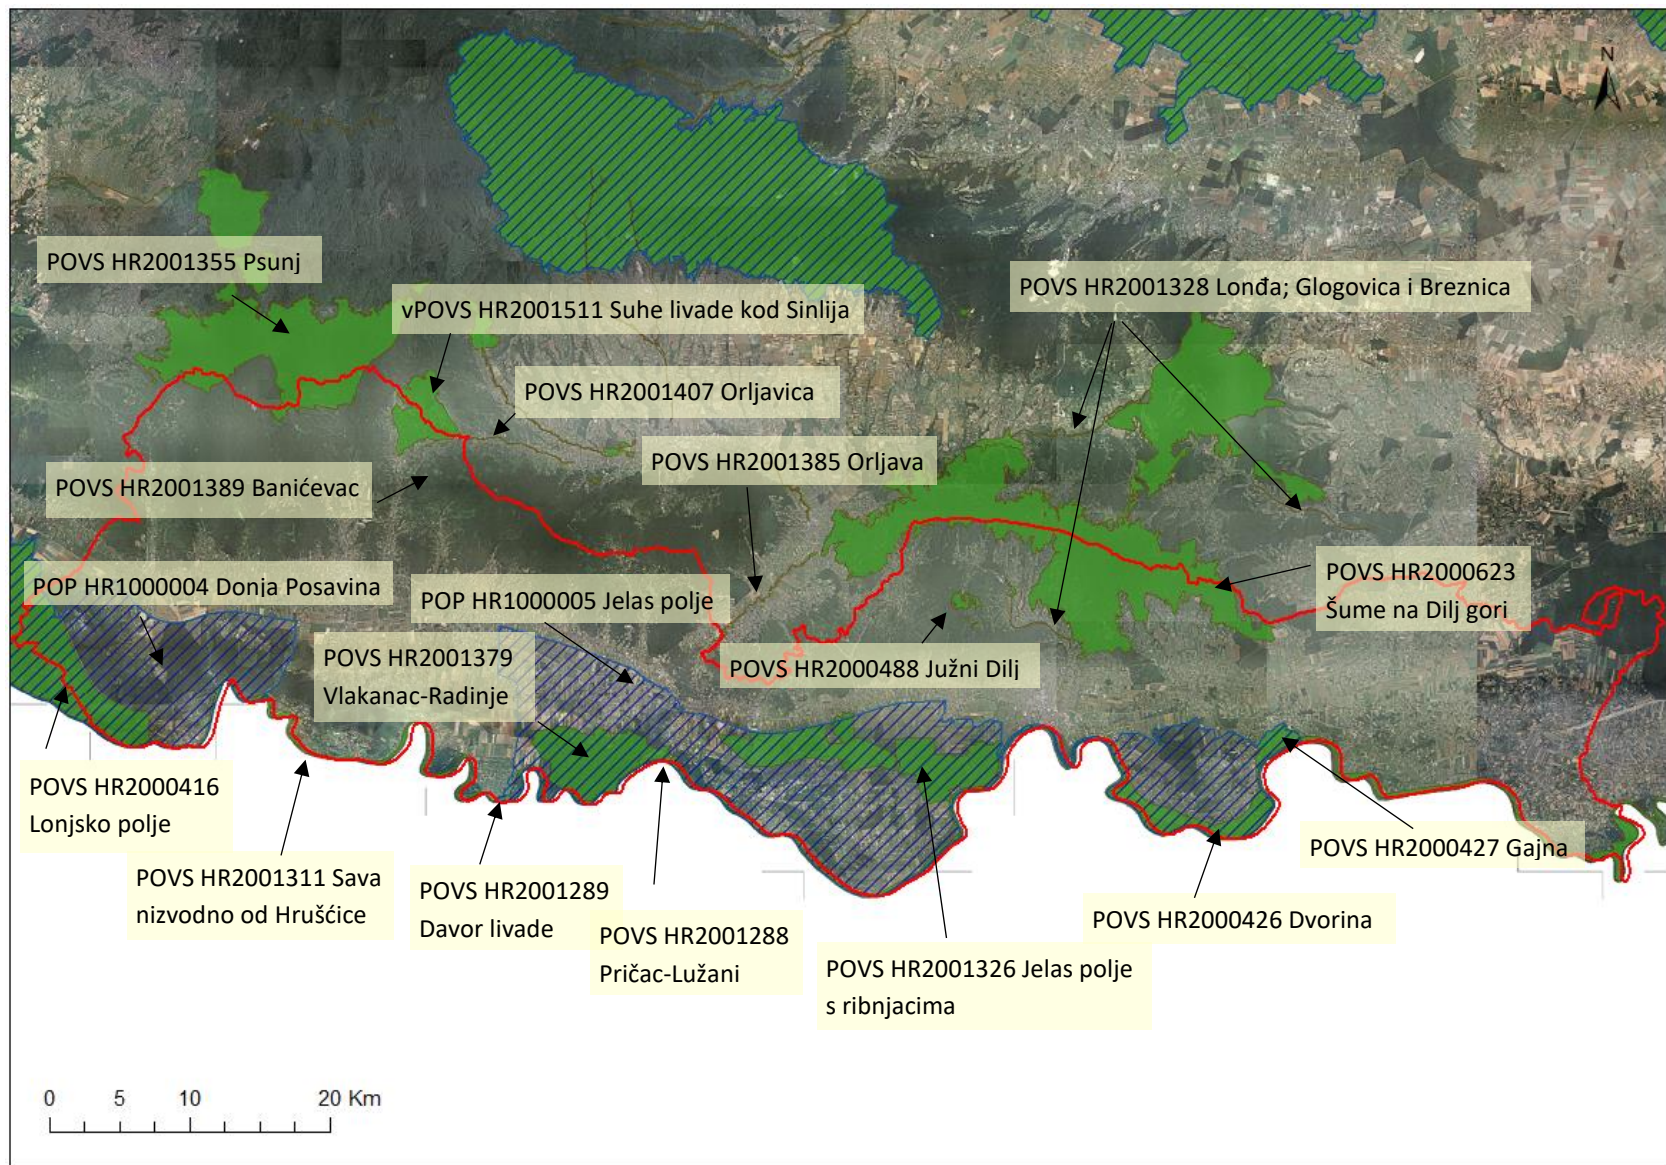 N
POVS HR2001355 Psunj
vPOVS HR2001511 Suhe livade kod Sinlija
POVS HR2001328 Lonđa; Glogovica i Breznica
POVS HR2001407 Orljavica
POVS HR2001385 Orljava
POVS HR2001389 Banićevac
POP HR1000004 Donja Posavina
POP HR1000005 Jelas polje
POVS HR2000623
Šume na Dilj gori
POVS HR2001379
Vlakanac-Radinje
POVS HR2000488 Južni Dilj
POVS HR2000416
Lonjsko polje
POVS HR2001311 Sava
nizvodno od Hrušćice
POVS HR2001289
Davor livade
POVS HR2001288
Pričac-Lužani
POVS HR2001326 Jelas polje
s ribnjacima
POVS HR2000426 Dvorina
POVS HR2000427 Gajna
0 5 10 20 Km